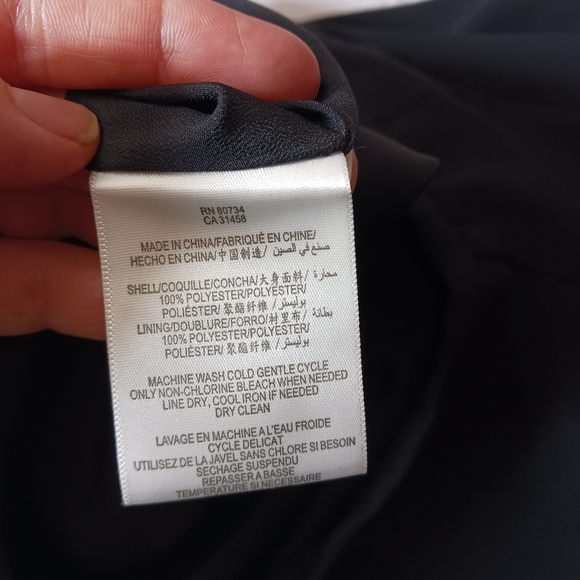 RN 80734
CA 31458
MADE IN CHINA/FABRIQUÉ EN CHINE/
HECHO EN CHINA/中国制造/ صنع في الصين/
SHELL/COQUILLE/CONCHA/大身面料/ محارة/
100% POLYESTER/POLYESTER/
POLIÉSTER/ 聚酯纤维 /بوليستر/
LINING/DOUBLURE/FORRO/衬里布/ بطانة/
100% POLYESTER/POLYESTER/
POLIÉSTER/ 聚酯纤维 /بوليستر/
MACHINE WASH COLD GENTLE CYCLE
ONLY NON-CHLORINE BLEACH WHEN NEEDED
LINE DRY, COOL IRON IF NEEDED
DRY CLEAN
LAVAGE EN MACHINE A L'EAU FROIDE
CYCLE DELICAT
UTILISEZ DE LA JAVEL SANS CHLORE SI BESOIN
SECHAGE SUSPENDU
REPASSER A BASSE
TEMPERATURE SI NECESSAIRE